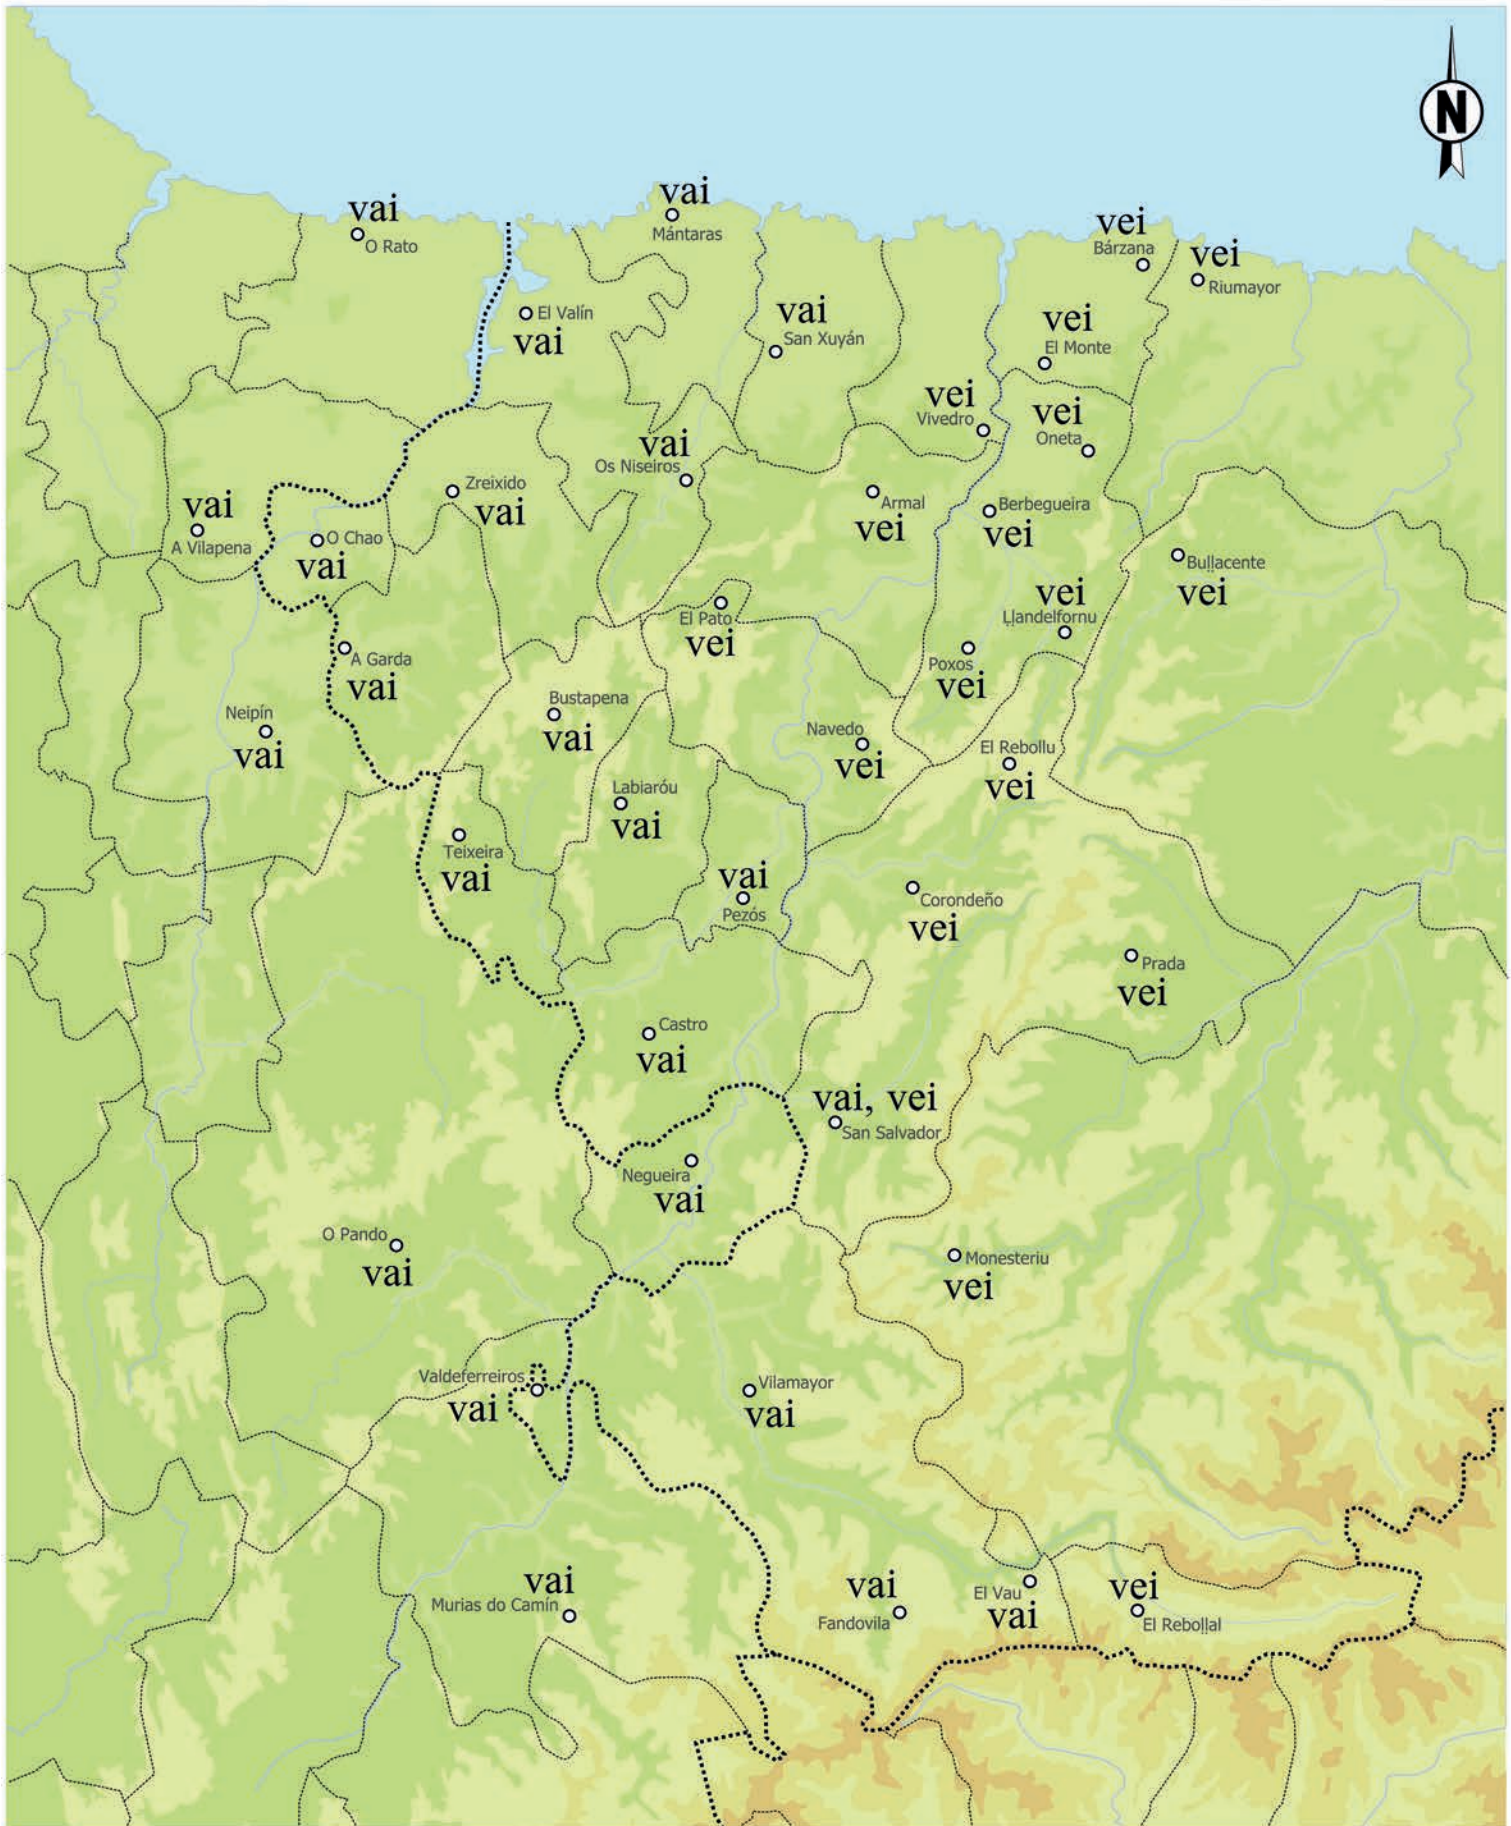 N
vai
O Rato
vai
Mántaras
vei
Bárzana
vei
Riumayor
El Valín
vai
vai
San Xuyán
vei
El Monte
vei
Vivedro
vei
Oneta
vai
Os Niseiros
Zreixido
vai
Armal
vei
Berbegueira
vei
vai
A Vilapena
O Chao
vai
Buḷḷacente
vei
vei
Ḷḷandelfornu
El Pato
vei
A Garda
vai
Poxos
vei
Bustapena
vai
Neipín
vai
Navedo
vei
El Rebollu
vei
Labiaróu
vai
Teixeira
vai
vai
Pezós
Corondeño
vei
Prada
vei
Castro
vai
vai, vei
San Salvador
Negueira
vai
O Pando
vai
Monesteriu
vei
Valdeferreiros
vai
Vilamayor
vai
vai
Murias do Camín
vai
Fandovila
El Vau
vai
vei
El Reboḷḷal